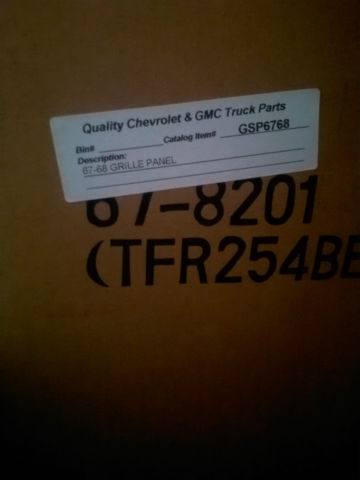 Quality Chevrolet & GMC Truck Parts
Bin# Catalog Item# GSP6768
Description:
67-68 GRILLE PANEL
67-8201
(TFR254BE